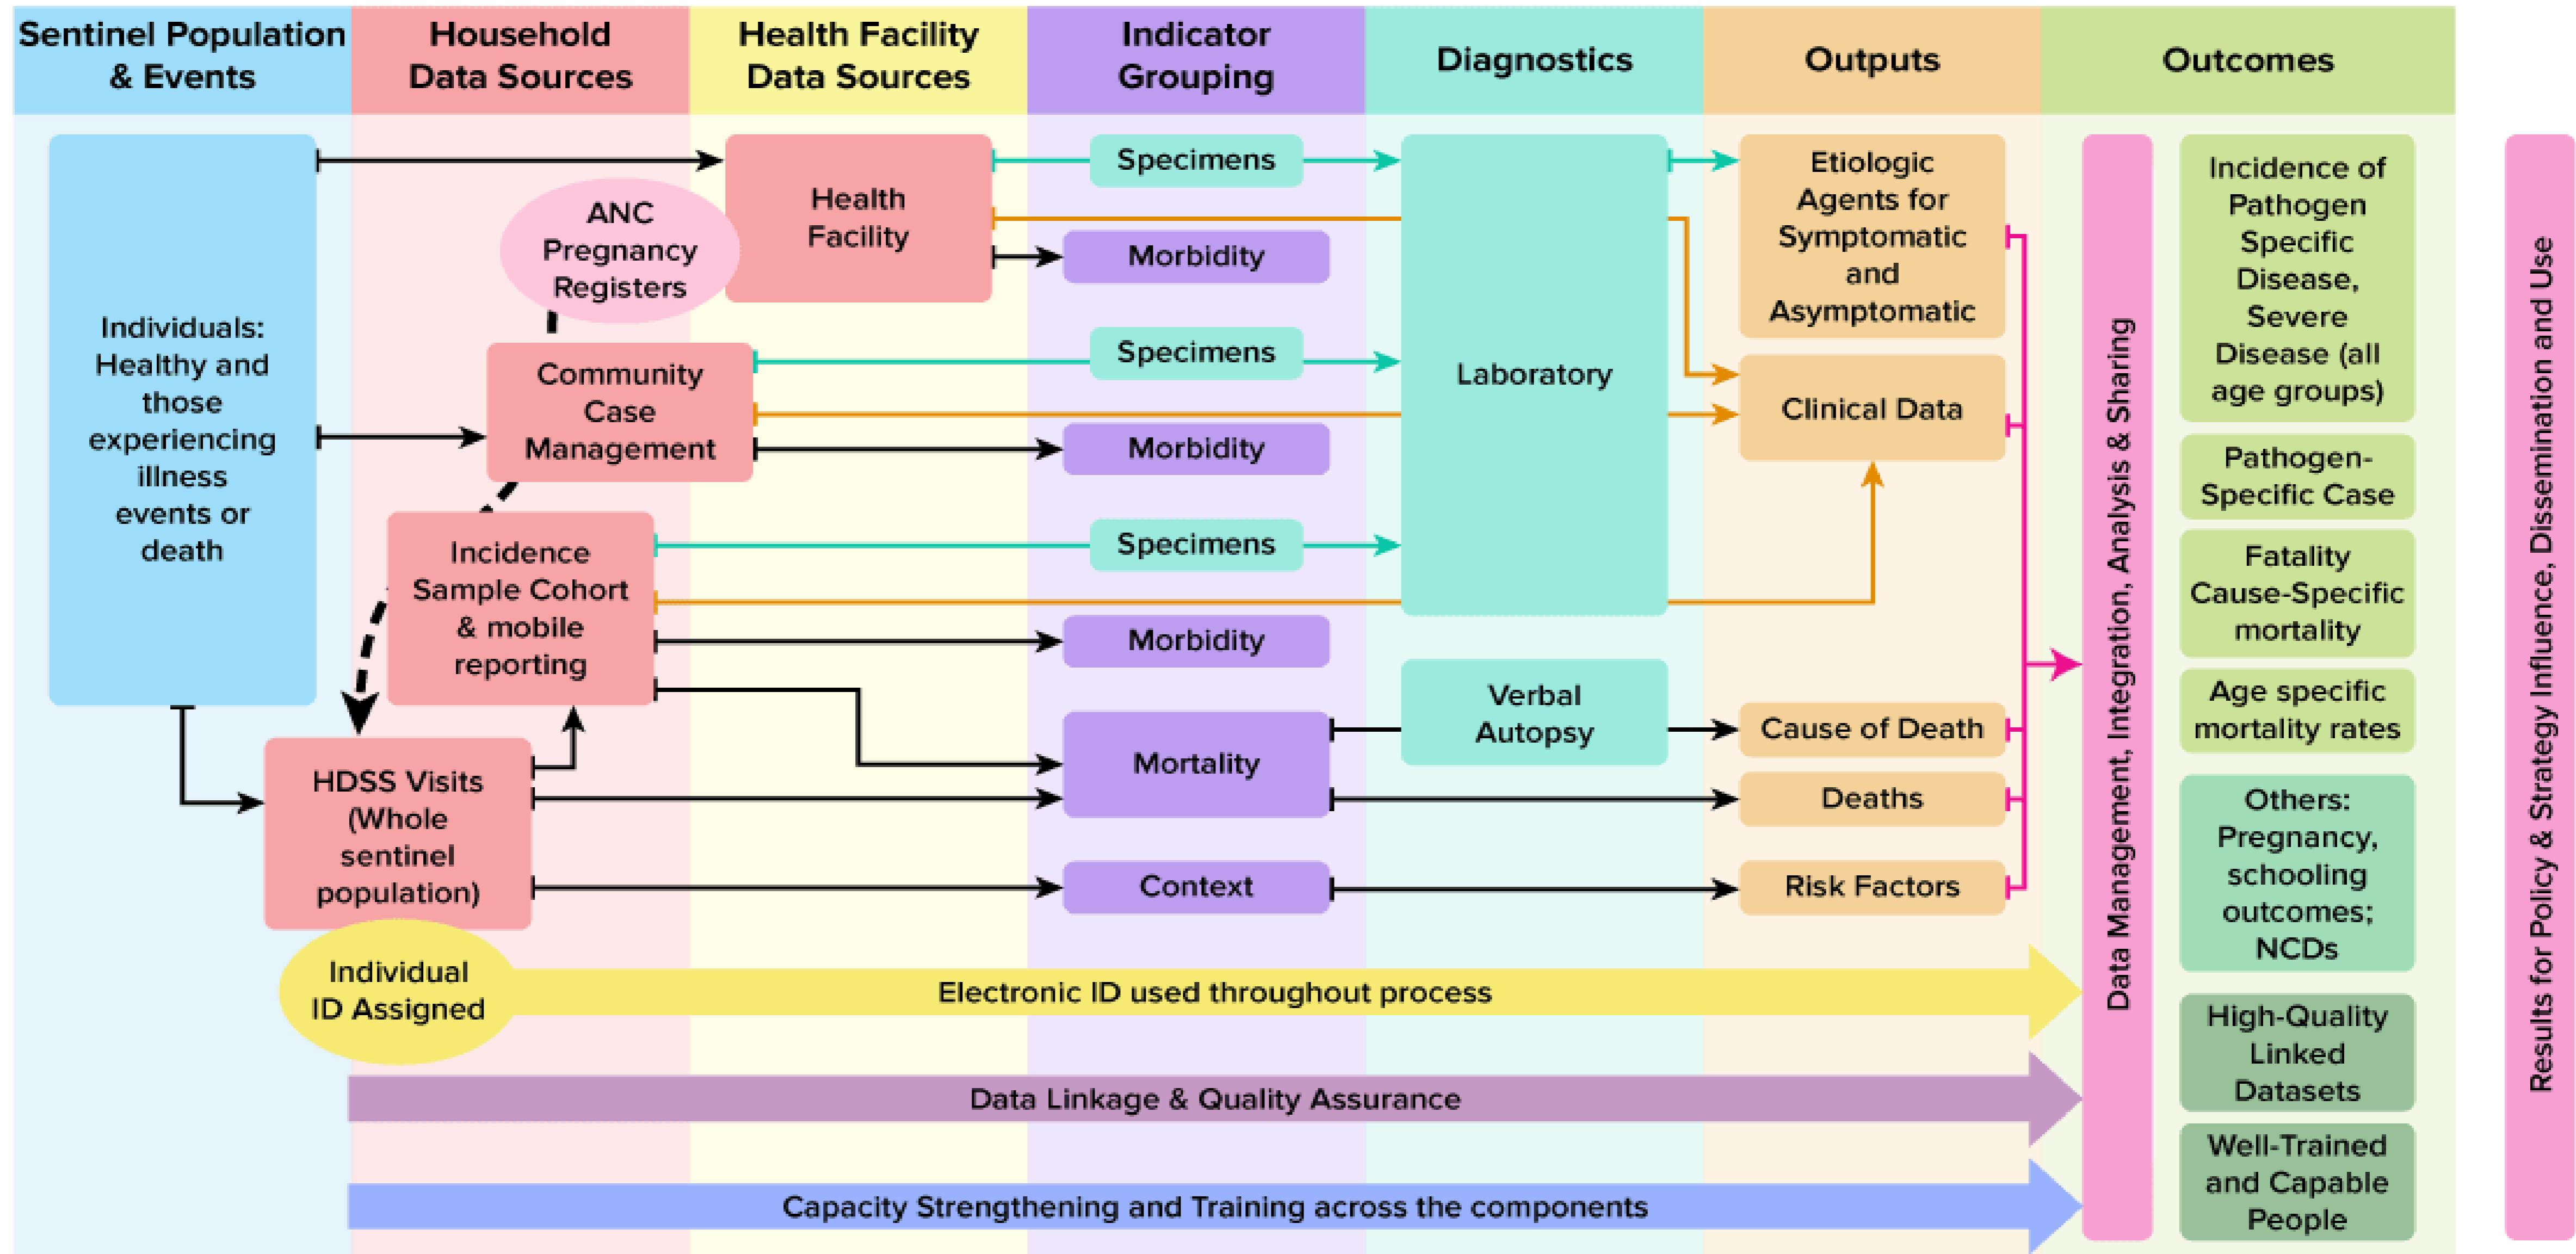 Sentinel Population
& Events
Household
Data Sources
Health Facility
Data Sources
Indicator
Grouping
Diagnostics
Outputs
Outcomes
Individuals:
Healthy and
those
experiencing
illness
events or
death
ANC
Pregnancy
Registers
Health
Facility
Community
Case
Management
Incidence
Sample Cohort
& mobile
reporting
HDSS Visits
(Whole
sentinel
population)
Individual
ID Assigned
Specimens
Morbidity
Specimens
Morbidity
Specimens
Morbidity
Mortality
Context
Laboratory
Verbal
Autopsy
Etiologic
Agents for
Symptomatic
and
Asymptomatic
Clinical Data
Cause of Death
Deaths
Risk Factors
Electronic ID used throughout process
Data Linkage & Quality Assurance
Capacity Strengthening and Training across the components
Data Management, Integration, Analysis & Sharing
Incidence of
Pathogen
Specific
Disease,
Severe
Disease (all
age groups)
Pathogen-
Specific Case
Fatality
Cause-Specific
mortality
Age specific
mortality rates
Others:
Pregnancy,
schooling
outcomes;
NCDs
High-Quality
Linked
Datasets
Well-Trained
and Capable
People
Results for Policy & Strategy Influence, Dissemination and Use